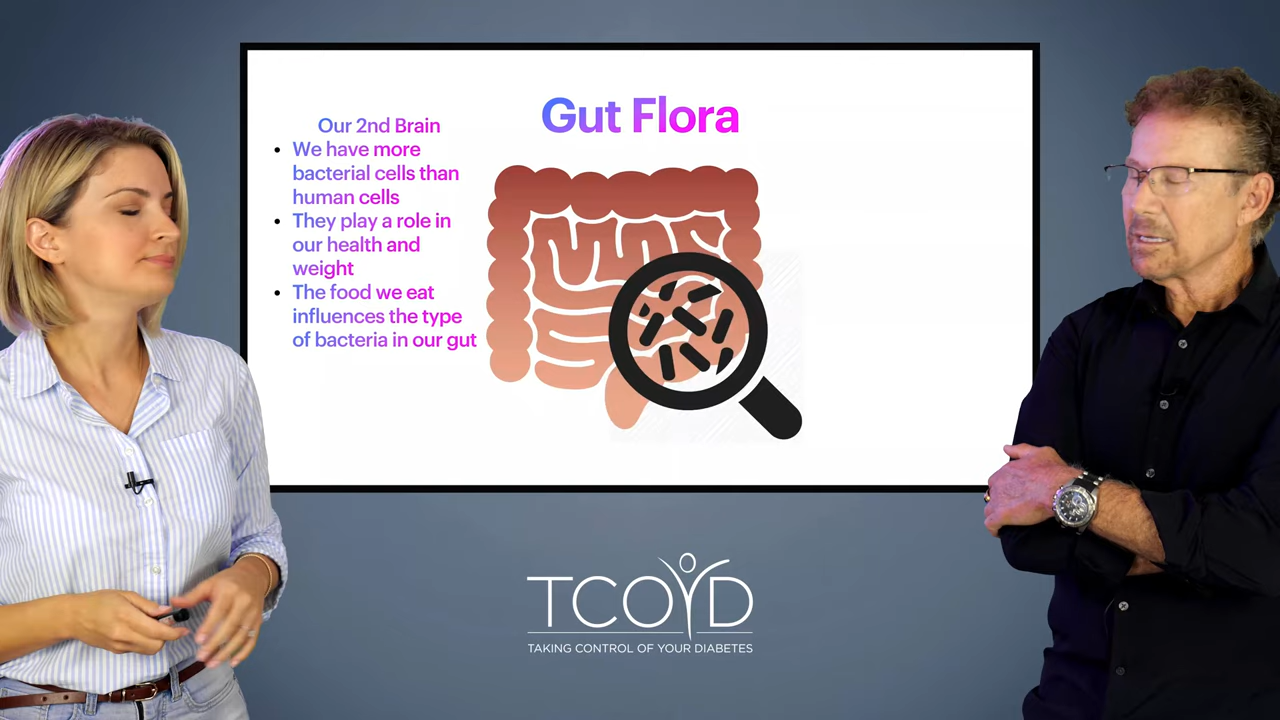 Gut Flora
Our 2nd Brain
• We have more
bacterial cells than
human cells
• They play a role in
our health and
weight
• The food we eat
influences the type
of bacteria in our gut
TCOYD
TAKING CONTROL OF YOUR DIABETES